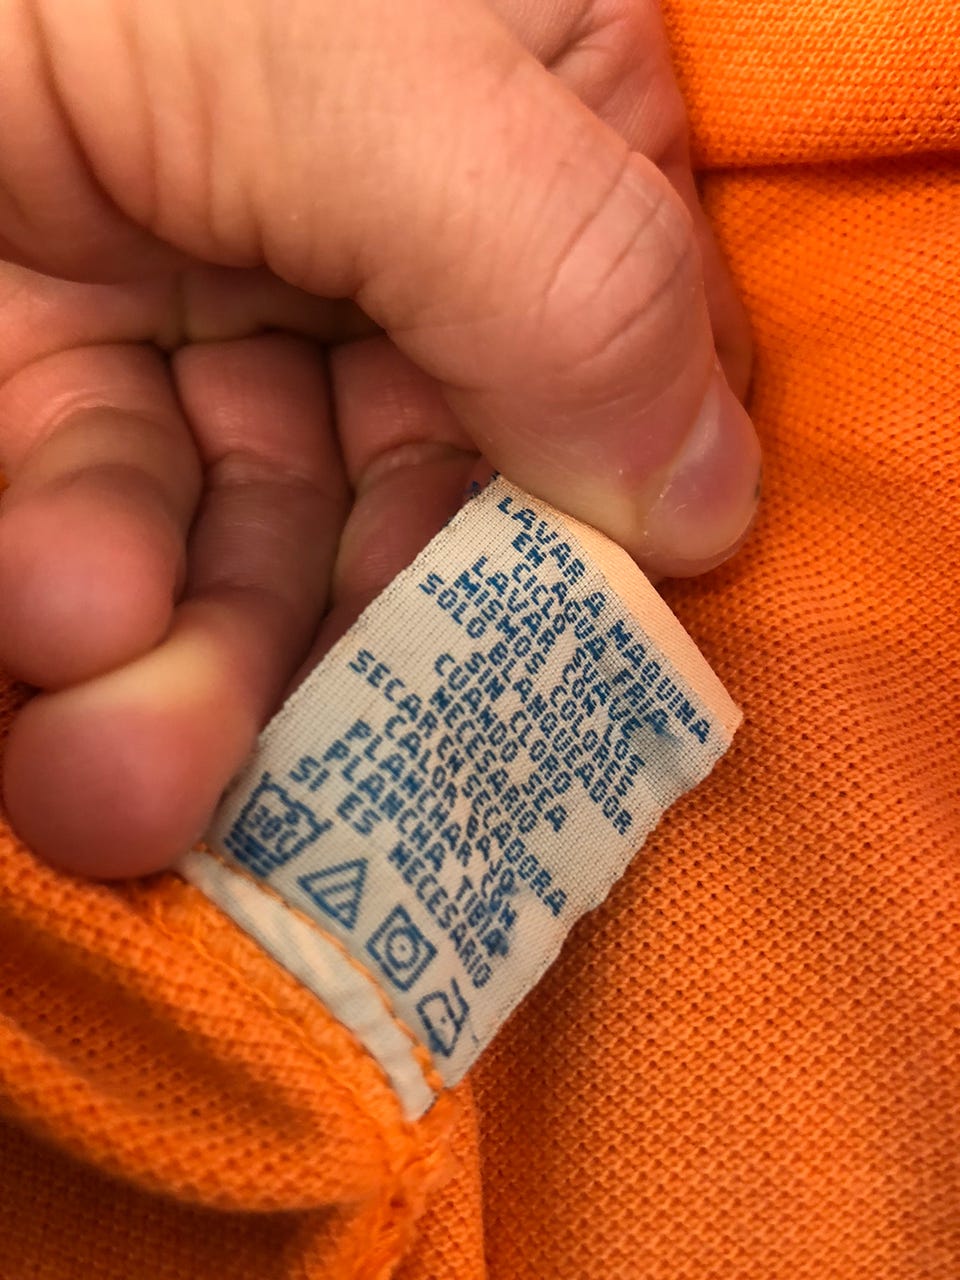 LAVAR A MAQUINA
EN AGUA FRIA
CICLO SUAVE
LAVAR CON LOS
MISMOS COLORES
SOLO BLANQUEADOR
SIN CLORO
CUANDO SEA
NECESARIO
SECAR EN SECADORA
CALOR BAJO
PLANCHAR CON
PLANCHA TIBIA
SI ES NECESARIO
30C